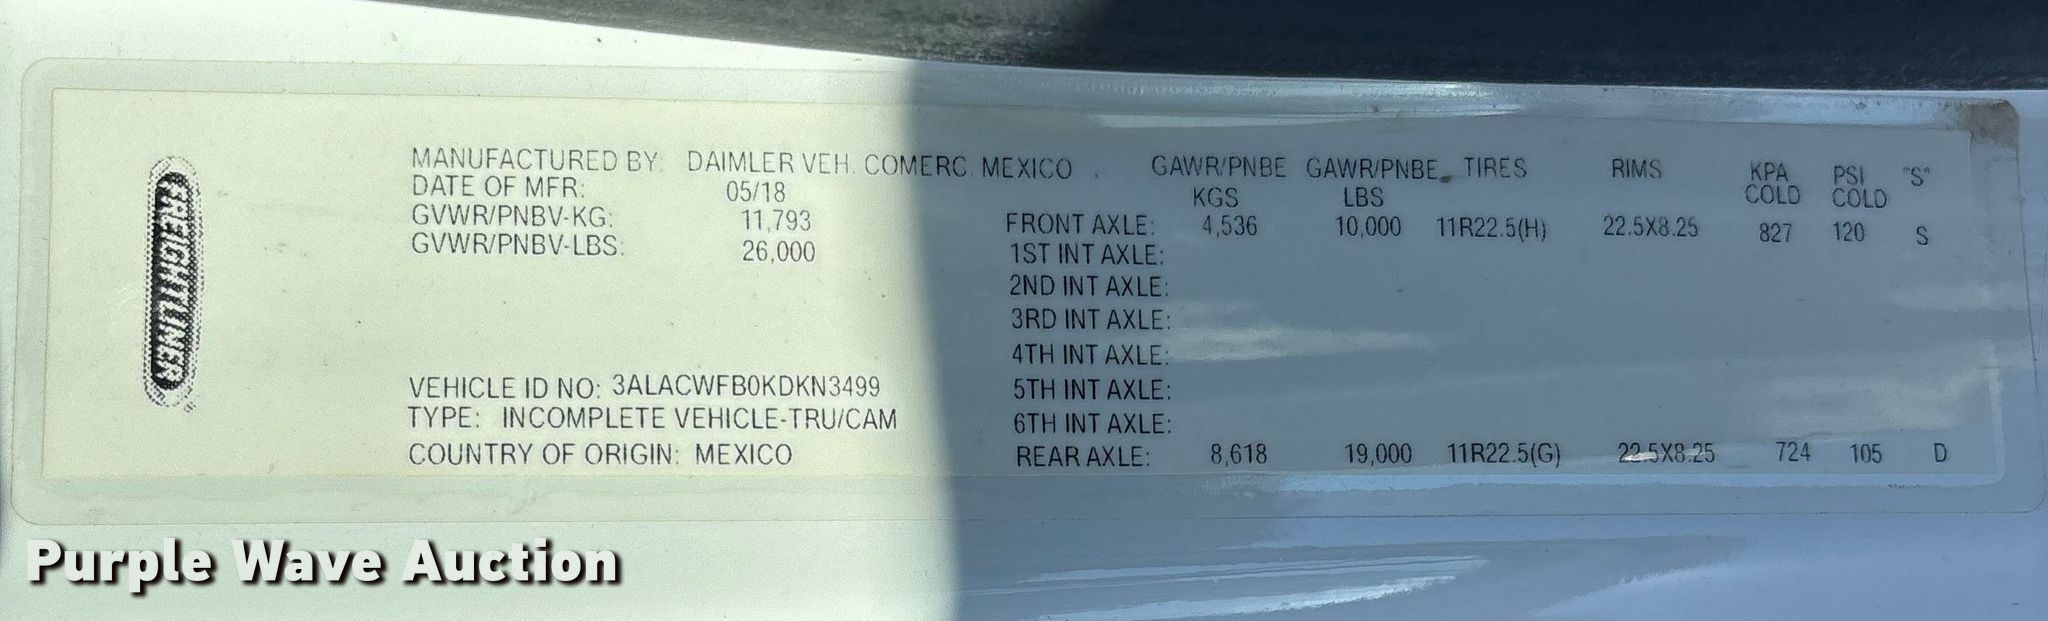 FREIGHTLINER
MANUFACTURED BY: DAIMLER VEH. COMERC. MEXICO
DATE OF MFR: 05/18
GVWR/PNBV-KG: 11,793
GVWR/PNBV-LBS: 26,000
VEHICLE ID NO: 3ALACWFB0KDKN3499
TYPE: INCOMPLETE VEHICLE-TRU/CAM
COUNTRY OF ORIGIN: MEXICO
GAWR/PNBE GAWR/PNBE TIRES RIMS KPA PSI "S"
KGS LBS COLD COLD
FRONT AXLE: 4,536 10,000 11R22.5(H) 22.5X8.25 827 120 S
1ST INT AXLE:
2ND INT AXLE:
3RD INT AXLE:
4TH INT AXLE:
5TH INT AXLE:
6TH INT AXLE:
REAR AXLE: 8,618 19,000 11R22.5(G) 22.5X8.25 724 105 D
Purple Wave Auction